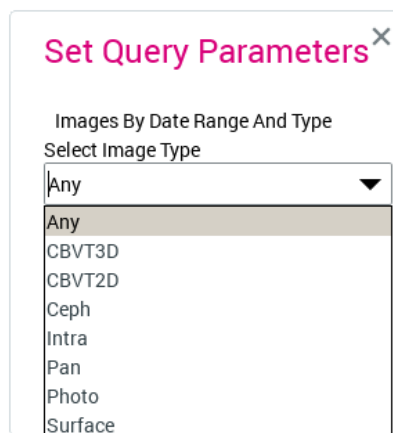 Set Query Parameters
Images By Date Range And Type
Select Image Type
Any
Any
CBVT3D
CBVT2D
Ceph
Intra
Pan
Photo
Surface